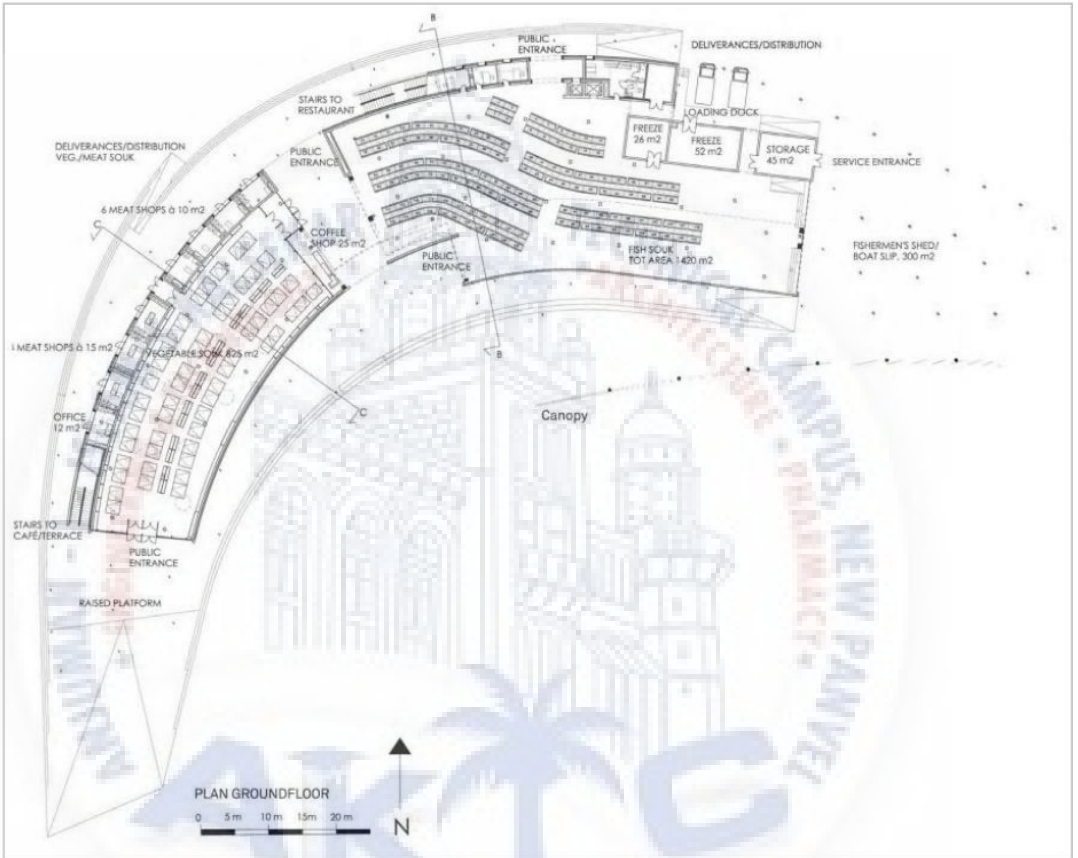 B
PUBLIC
ENTRANCE
DELIVERANCES/DISTRIBUTION
STAIRS TO
RESTAURANT
LOADING DOCK
FREEZE
26 m2
FREEZE
52 m2
STORAGE
45 m2
SERVICE ENTRANCE
DELIVERANCES/DISTRIBUTION
VEG./MEAT SOUK
PUBLIC
ENTRANCE
6 MEAT SHOPS à 10 m2
C
COFFEE
SHOP 25 m2
PUBLIC
ENTRANCE
FISH SOUK
TOT AREA 1420 m2
FISHERMEN'S SHED/
BOAT SLIP, 300 m2
MEAT SHOPS à 15 m2
VEGETABLE SOUK 825 m2
B
C
Canopy
OFFICE
12 m2
STAIRS TO
CAFÉ/TERRACE
PUBLIC
ENTRANCE
RAISED PLATFORM
PLAN GROUNDFLOOR
0 5 m 10 m 15m 20 m
N
ARCHITECTURE • PHARMACY
CAMPUS, NEW PANVEL
AKTC